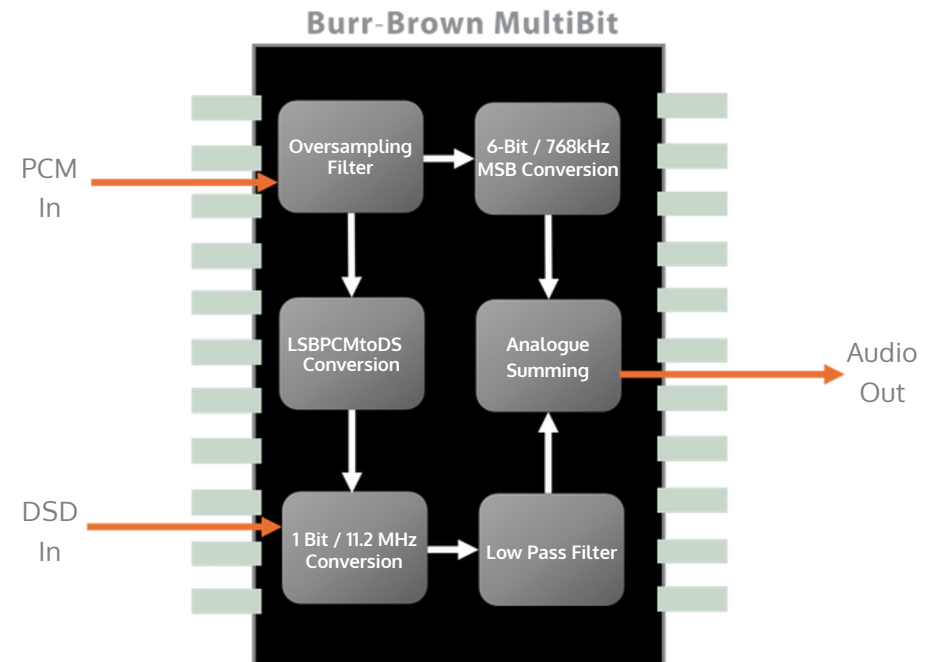 Burr-Brown MultiBit
PCM
In
Oversampling
Filter
6-Bit / 768kHz
MSB Conversion
LSBPCMtoDS
Conversion
Analogue
Summing
Audio
Out
DSD
In
1 Bit / 11.2 MHz
Conversion
Low Pass Filter